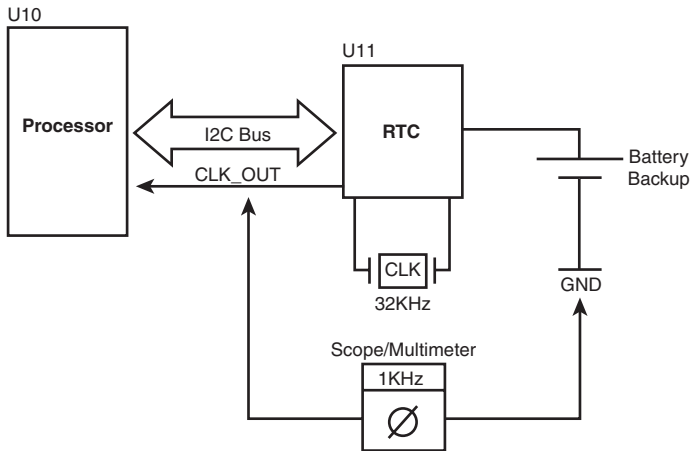 U10
Processor
I2C Bus
CLK_OUT
U11
RTC
Battery
Backup
CLK
32KHz
GND
Scope/Multimeter
1KHz